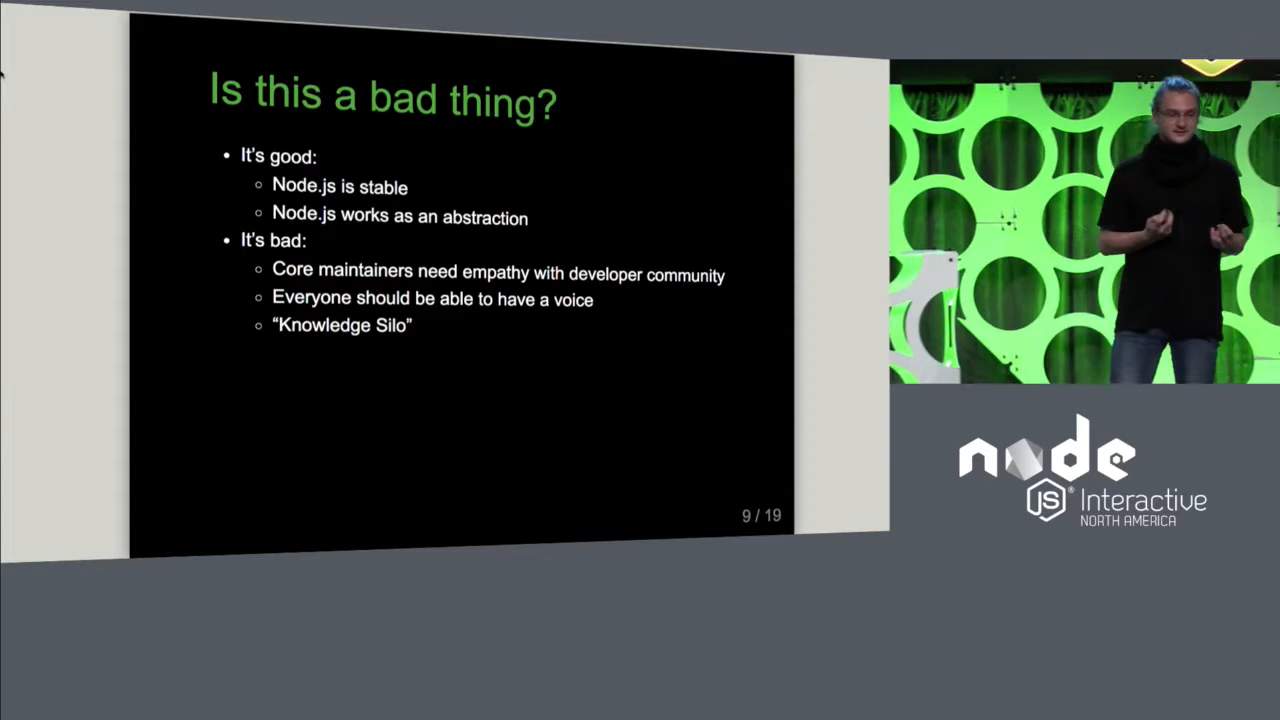 Is this a bad thing?
• It's good:
○ Node.js is stable
○ Node.js works as an abstraction
• It's bad:
○ Core maintainers need empathy with developer community
○ Everyone should be able to have a voice
○ “Knowledge Silo”
9 / 19
node
JS® Interactive
NORTH AMERICA